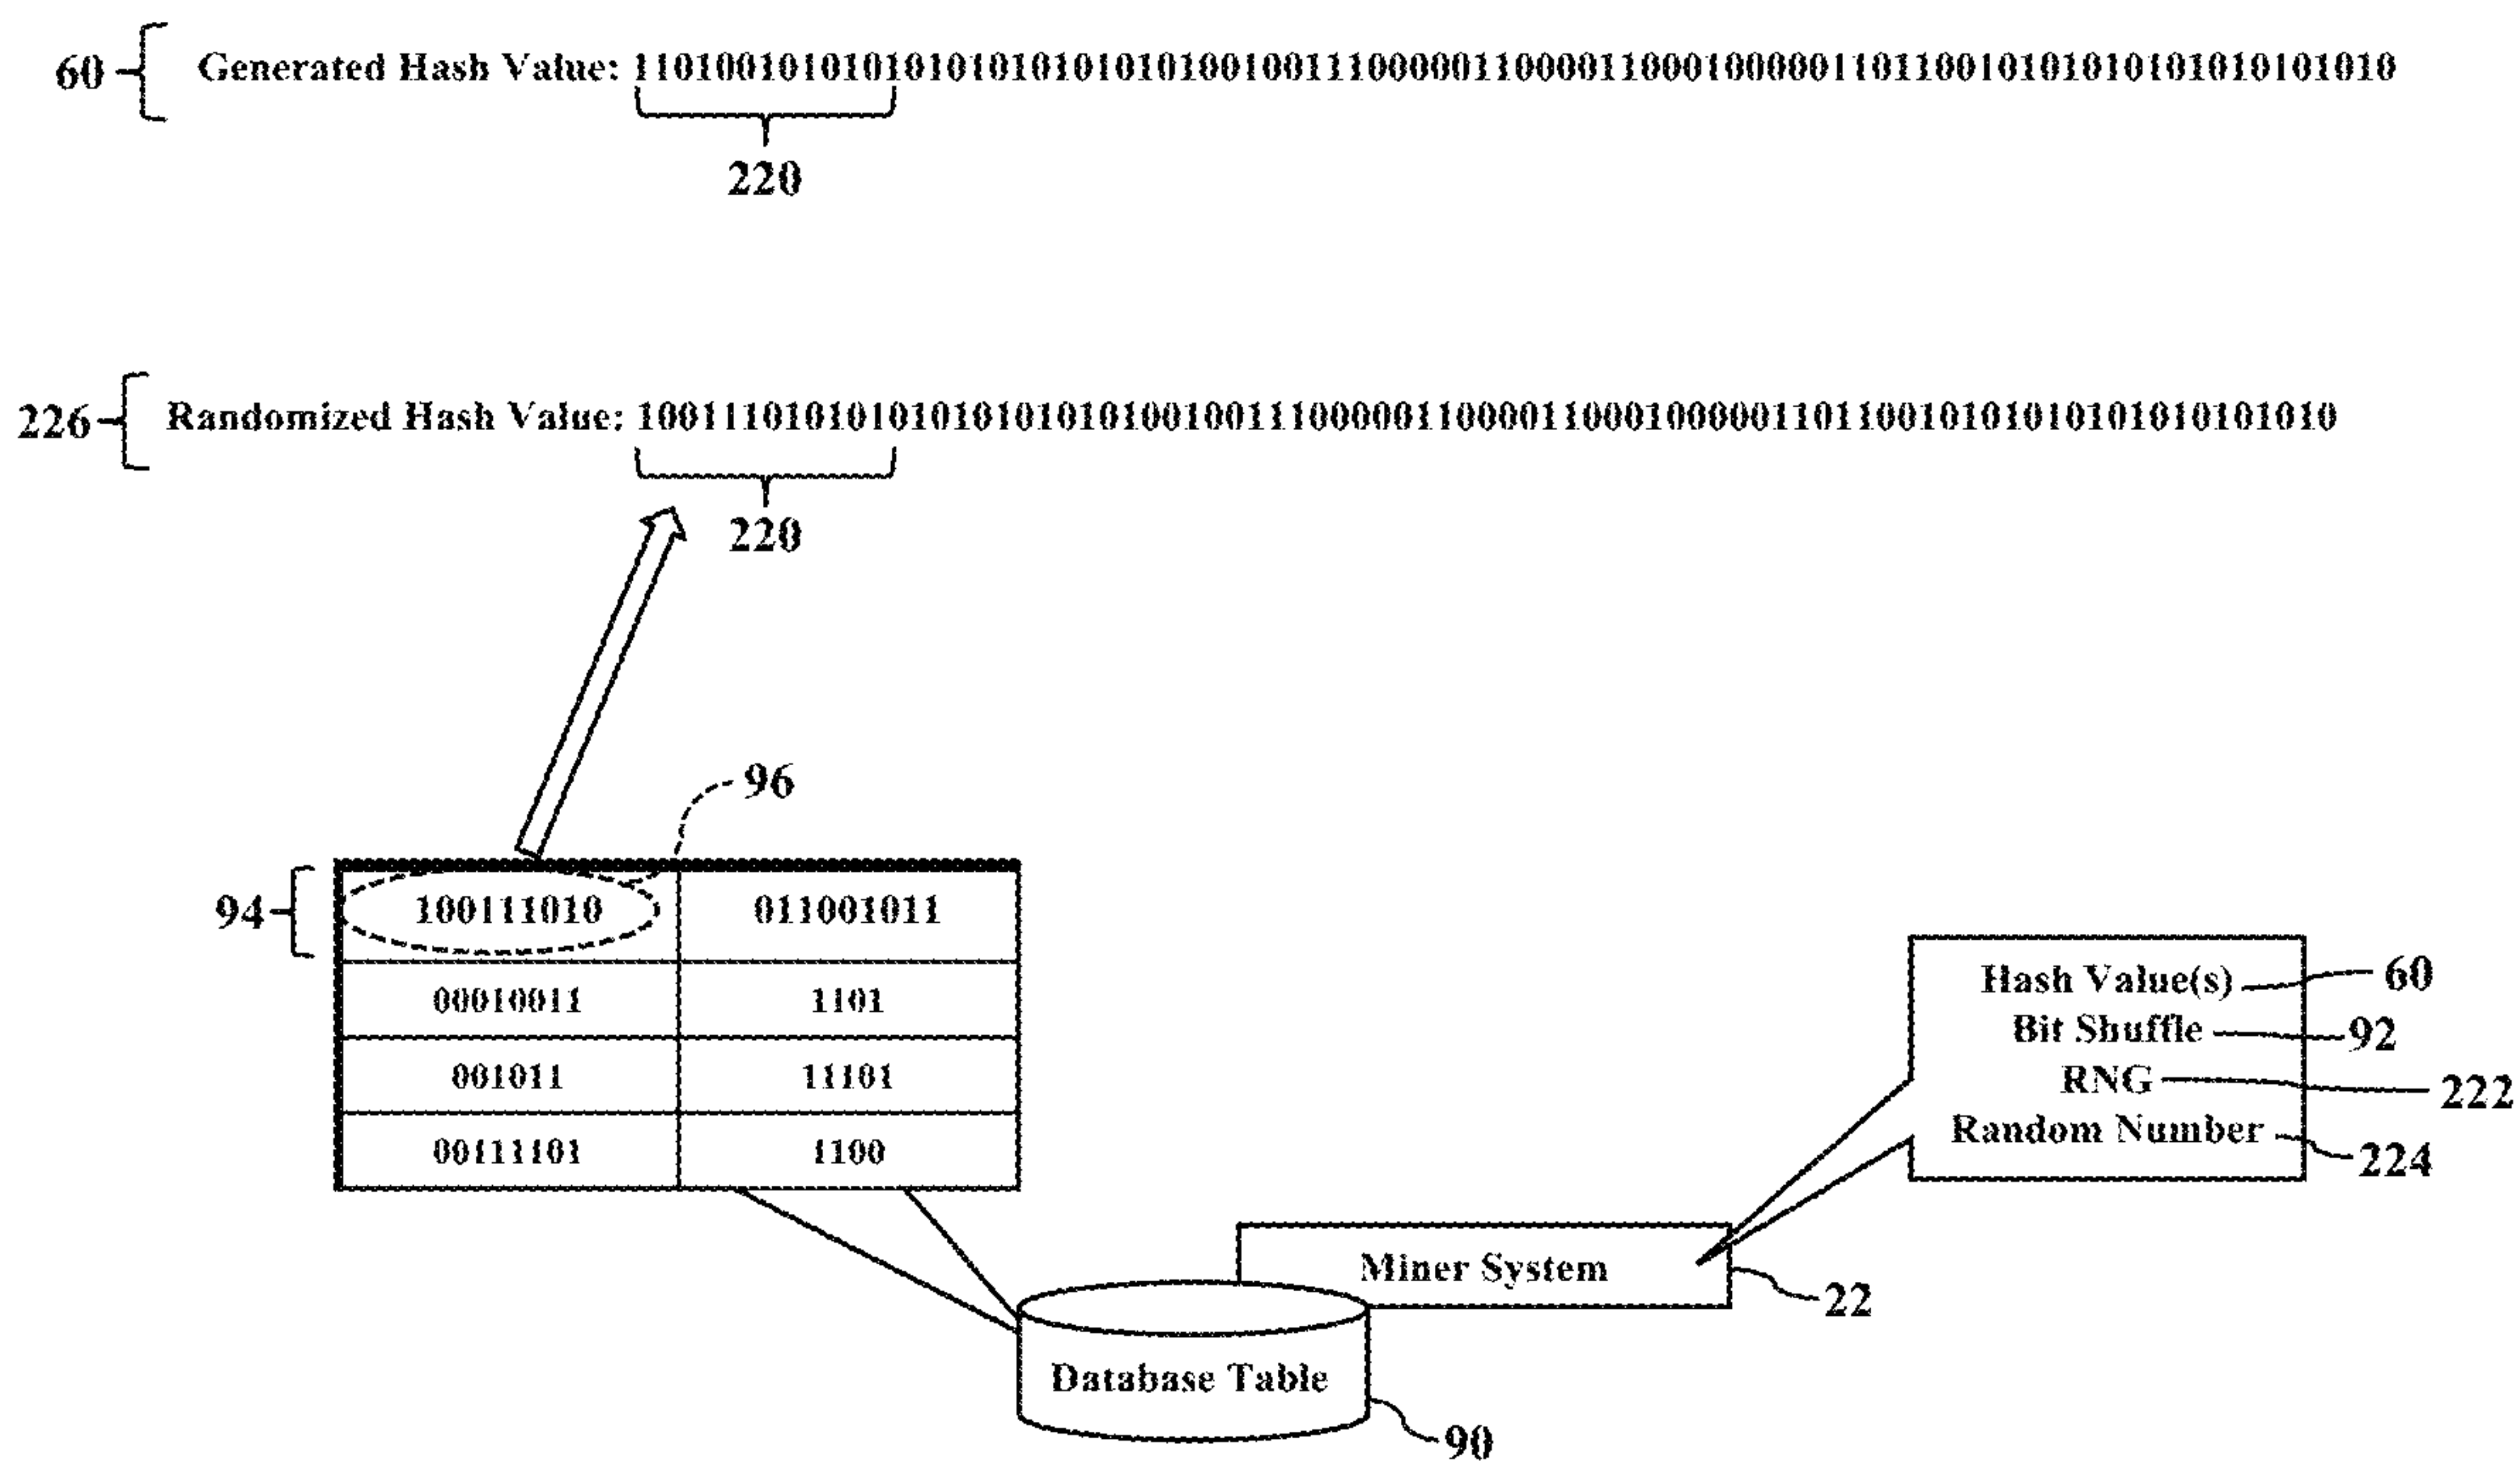 60
Generated Hash Value: 110100101010101010101010101001001110000011000011000100000110110010101010101010101010
220
226
Randomized Hash Value: 100111010101010101010101001001110000011000011000100000110110010101010101010101010
220
96
94
100111010 011001011
00010011 1101
001011 11101
00111101 1100
Hash Value(s) 60
Bit Shuffle 92
RNG 222
Random Number 224
Miner System
22
Database Table
90